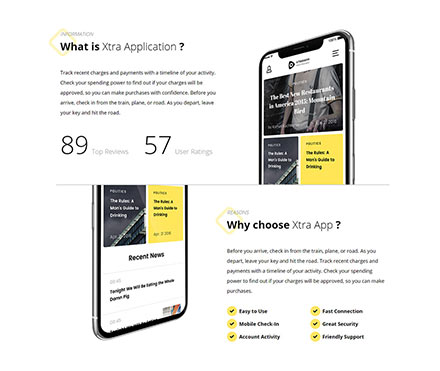 INFORMATION
What is Xtra Application ?
Track recent charges and payments with a timeline of your activity.
Check your spending power to find out if your charges will be
approved, so you can make purchases with confidence. Before you
arrive, check in from the train, plane, or road. As you depart, leave
your key and hit the road.
89 Top Reviews 57 User Ratings
POLITICS
The Best New Restaurants
in America 2015: Mountain
Bird
POLITICS
The Rules: A
Man's Guide to
Drinking
POLITICS
The Rules: A
Man's Guide to
Drinking
POLITICS
The Rules: A
Man's Guide to
Drinking
Recent News
Tonight We Will Be Eating the Whole
Damn Pig
REASONS
Why choose Xtra App ?
Before you arrive, check in from the train, plane, or road. As you
depart, leave your key and hit the road. Track recent charges and
payments with a timeline of your activity. Check your spending
power to find out if your charges will be approved, so you can make
purchases.
Easy to Use
Fast Connection
Mobile Check-In
Great Security
Account Activity
Friendly Support